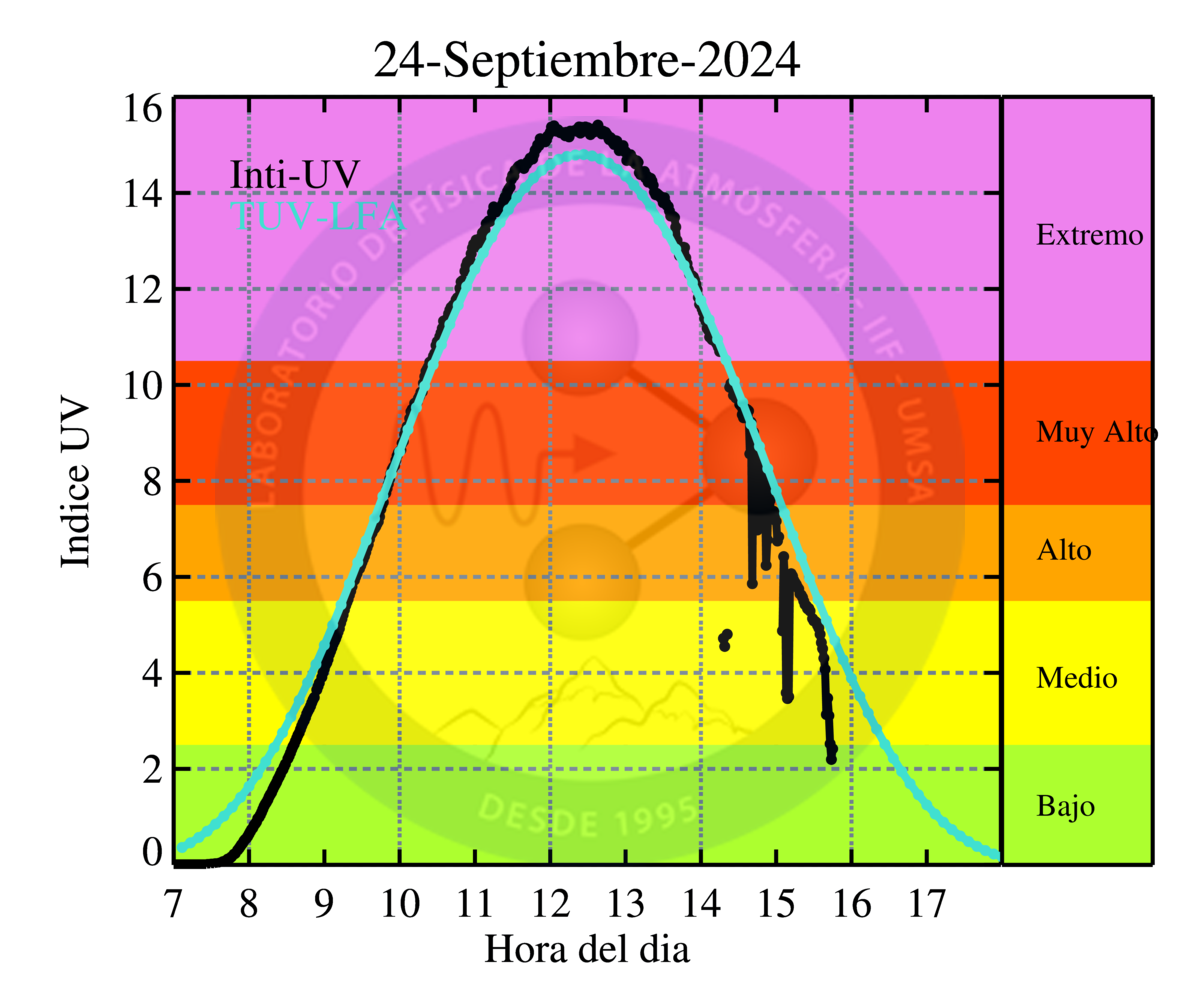 24-Septiembre-2024
16
14
12
10
8
6
4
2
0
Indice UV
Inti-UV
TUV-LFA
LABORATORIO DE FÍSICA DE LA ATMÓSFERA - IIF - UMSA
DESDE 1995
Extremo
Muy Alto
Alto
Medio
Bajo
7 8 9 10 11 12 13 14 15 16 17
Hora del dia